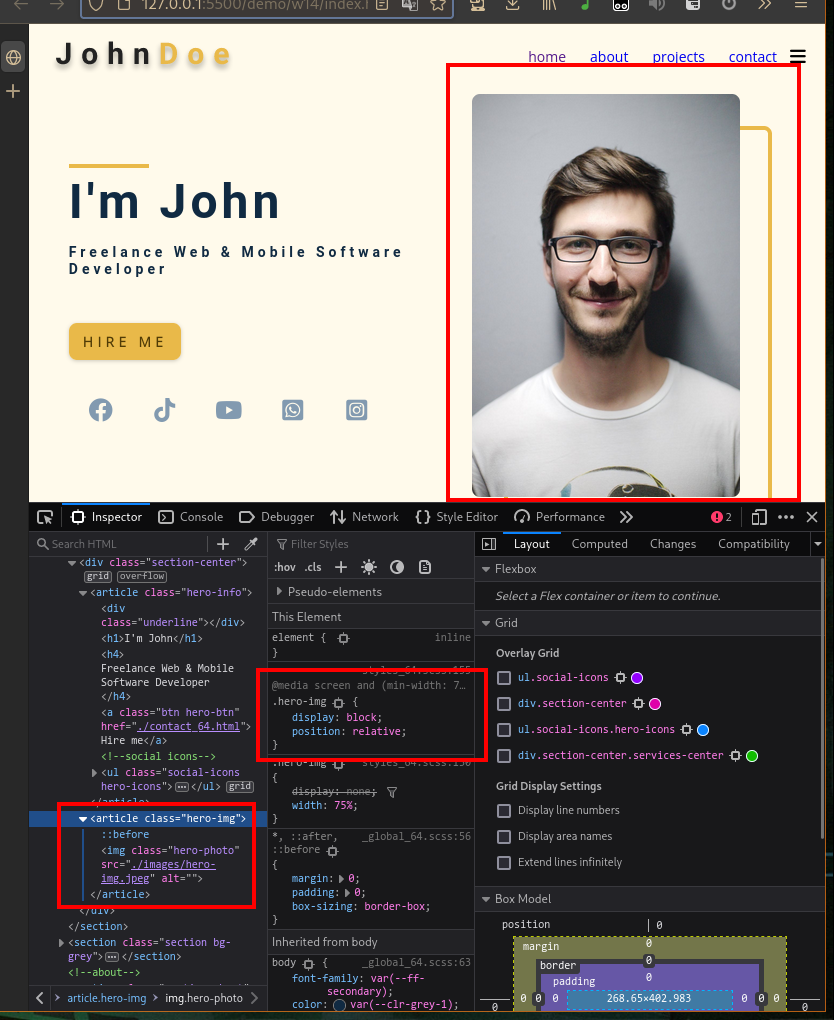 127.0.0.1:5500/demo/w14/index.h
JohnDoe
home about projects contact
I'm John
Freelance Web & Mobile Software
Developer
HIRE ME
Inspector Console Debugger Network Style Editor Performance 2
Search HTML
<div class="section-center">
grid overflow
<article class="hero-info">
<div
class="underline"></div>
<h1>I'm John</h1>
<h4>
Freelance Web & Mobile
Software Developer
</h4>
<a class="btn hero-btn"
href="./contact_64.html">
Hire me</a>
<!--social icons-->
<ul class="social-icons
hero-icons"></ul> grid
</article>
<article class="hero-img">
::before
<img class="hero-photo"
src="./images/hero-
img.jpeg" alt="">
</article>
</div>
</section>
<section class="section bg-
grey"></section>
<!--about-->
article.hero-img img.hero-photo
Filter Styles
:hov .cls
Pseudo-elements
This Element
element { inline
}
styles_64.scss:155
@media screen and (min-width: 7…
.hero-img {
display: block;
position: relative;
}
.hero-img styles_64.scss:150
{
display: none;
width: 75%;
}
*, ::after, _global_64.scss:56
::before
{
margin: 0;
padding: 0;
box-sizing: border-box;
}
Inherited from body
body { _global_64.scss:63
font-family: var(--ff-
secondary);
color: var(--clr-grey-1);
Layout Computed Changes Compatibility
Flexbox
Select a Flex container or item to continue.
Grid
Overlay Grid
ul.social-icons
div.section-center
ul.social-icons.hero-icons
div.section-center.services-center
Grid Display Settings
Display line numbers
Display area names
Extend lines infinitely
Box Model
position 0
margin 0
border 0
padding 0
0 0 0 268.65×402.983 0 0 0
0 0